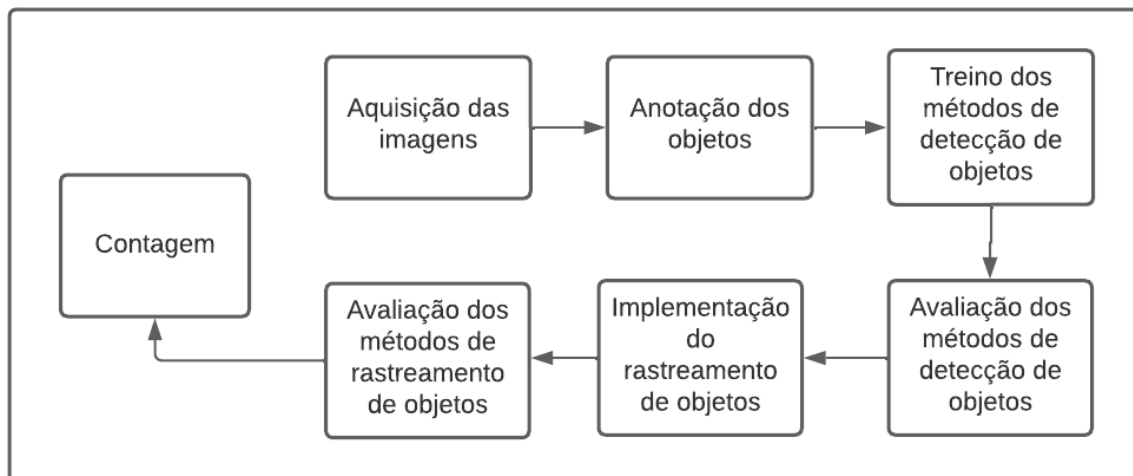 Aquisição das
imagens
Anotação dos
objetos
Treino dos
métodos de
detecção de
objetos
Avaliação dos
métodos de
detecção de
objetos
Implementação
do
rastreamento
de objetos
Avaliação dos
métodos de
rastreamento
de objetos
Contagem